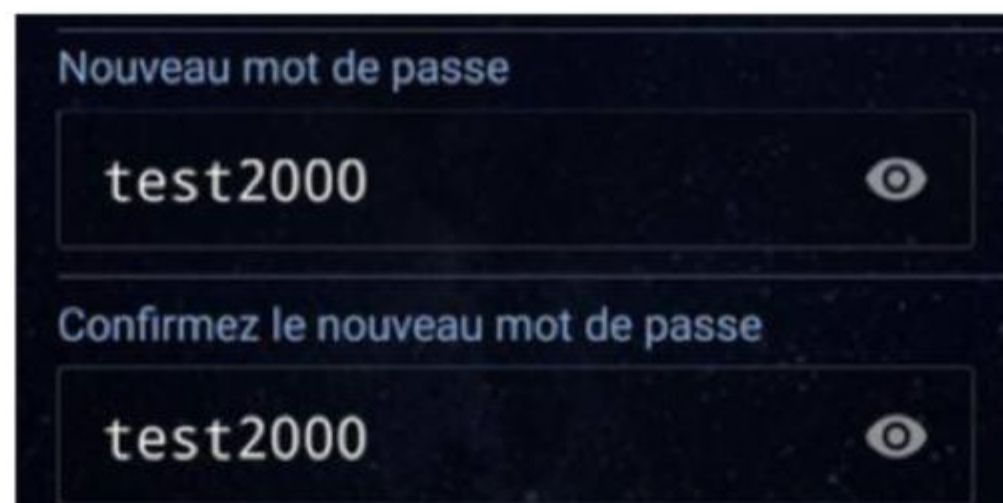 Nouveau mot de passe
test2000
Confirmez le nouveau mot de passe
test2000